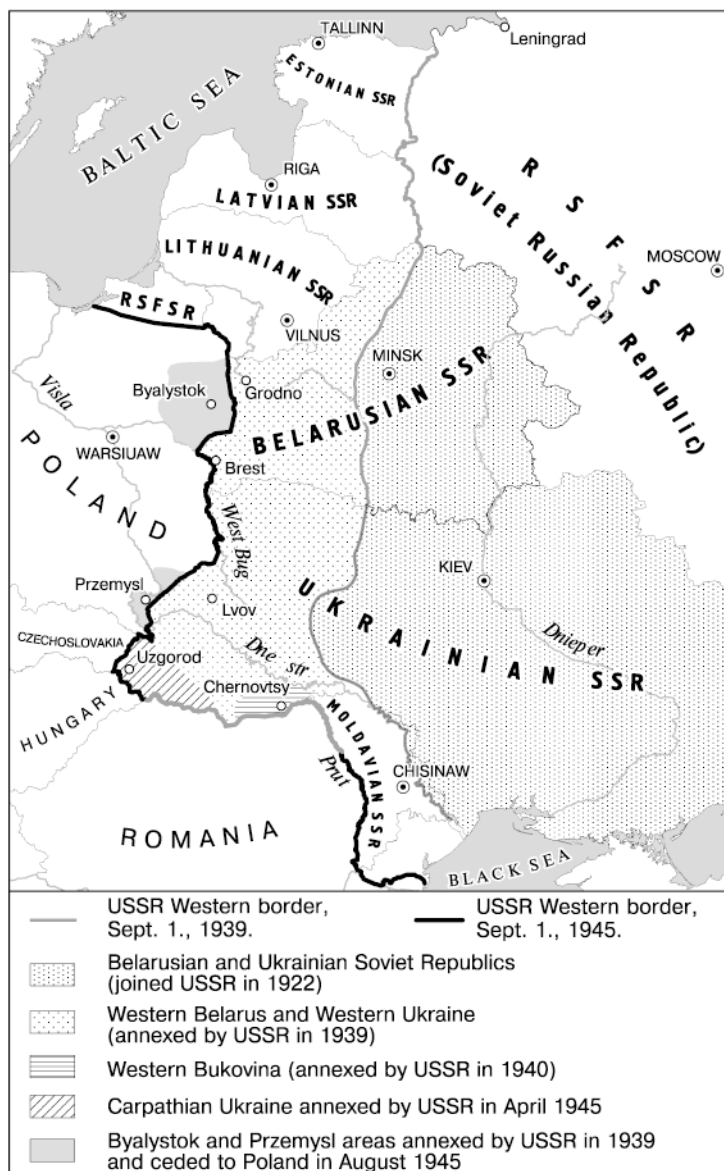 TALLINN
Leningrad
ESTONIAN SSR
BALTIC SEA
RIGA
LATVIAN SSR
RSFSR
(Soviet Russian Republic)
MOSCOW
LITHUANIAN SSR
RSFSR
VILNUS
MINSK
Byalystok
Grodno
BELARUSIAN SSR
Visla
WARSIUAW
POLAND
Brest
West Bug
KIEV
Przemysl
Lvov
UKRAINIAN SSR
Dnieper
CZECHOSLOVAKIA
Uzgorod
Dne str
Chernovtsy
HUNGARY
MOLDAVIAN SSR
Prut
CHISINAW
ROMANIA
BLACK SEA
USSR Western border,
Sept. 1., 1939.
USSR Western border,
Sept. 1., 1945.
Belarusian and Ukrainian Soviet Republics
(joined USSR in 1922)
Western Belarus and Western Ukraine
(annexed by USSR in 1939)
Western Bukovina (annexed by USSR in 1940)
Carpathian Ukraine annexed by USSR in April 1945
Byalystok and Przemysl areas annexed by USSR in 1939
and ceded to Poland in August 1945